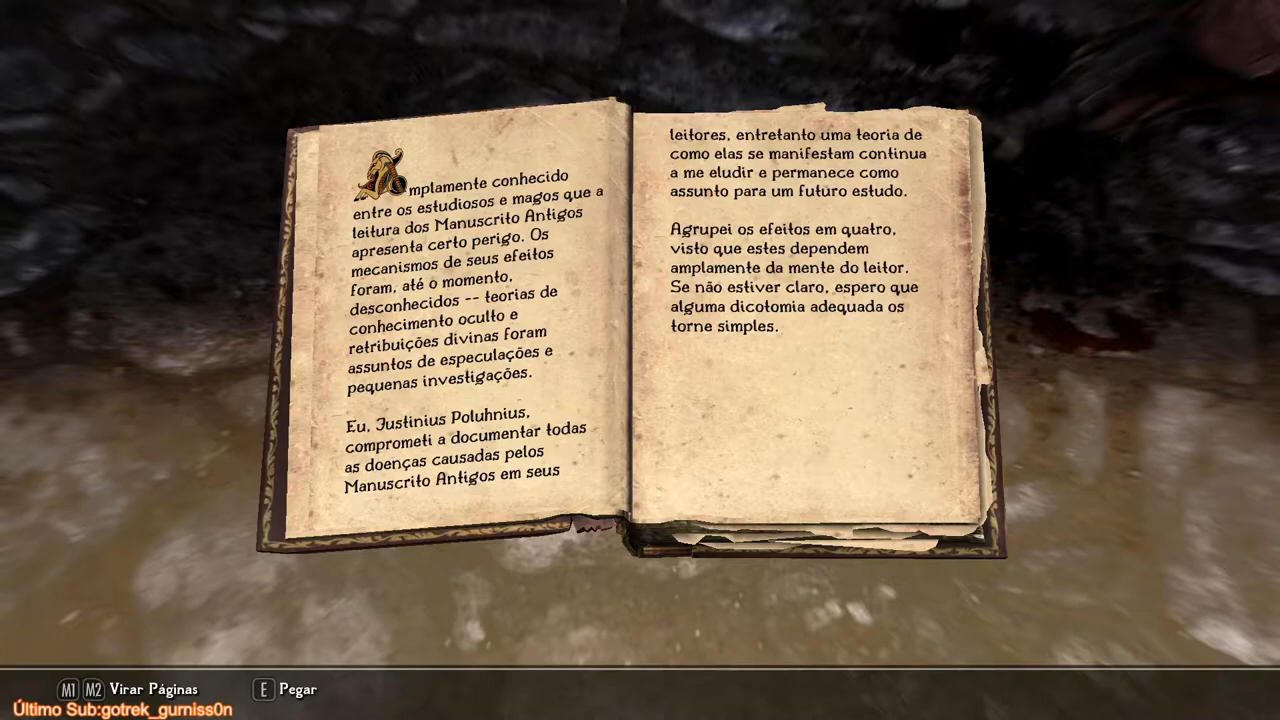 Amplamente conhecido
entre os estudiosos e magos que a
leitura dos Manuscrito Antigos
apresenta certo perigo. Os
mecanismos de seus efeitos
foram, até o momento,
desconhecidos -- teorias de
conhecimento oculto e
retribuições divinas foram
assuntos de especulações e
pequenas investigações.
Eu, Justinius Poluhnius,
comprometi a documentar todas
as doenças causadas pelos
Manuscrito Antigos em seus
leitores, entretanto uma teoria de
como elas se manifestam continua
a me eludir e permanece como
assunto para um futuro estudo.
Agrupei os efeitos em quatro,
visto que estes dependem
amplamente da mente do leitor.
Se não estiver claro, espero que
alguma dicotomia adequada os
torne simples.
M1 M2 Virar Páginas E Pegar
Último Sub:gotrek_gurniss0n